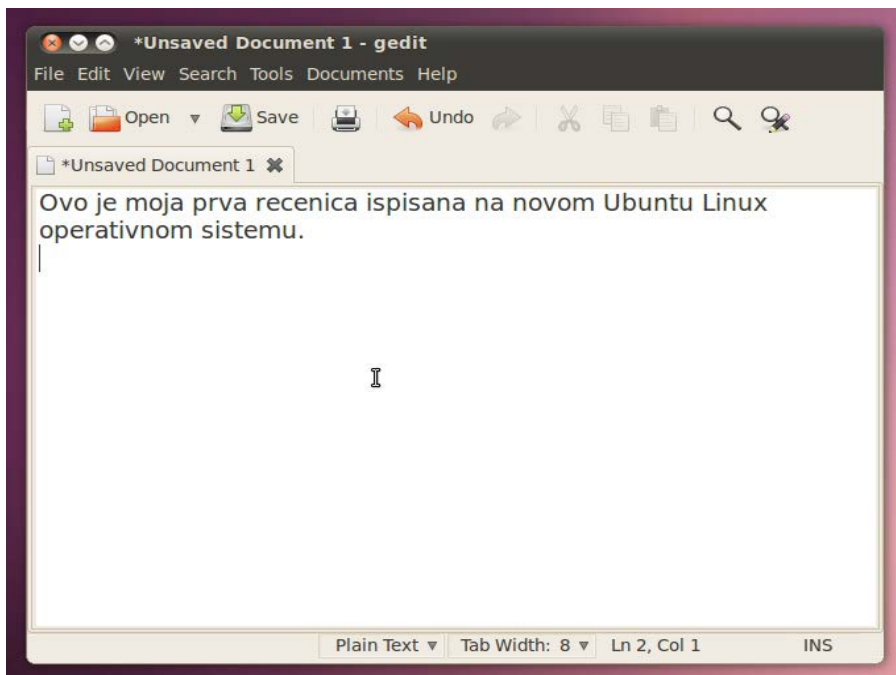 *Unsaved Document 1 - gedit
File Edit View Search Tools Documents Help
Open Save Undo
*Unsaved Document 1
Ovo je moja prva recenica ispisana na novom Ubuntu Linux
operativnom sistemu.
Plain Text Tab Width: 8 Ln 2, Col 1 INS